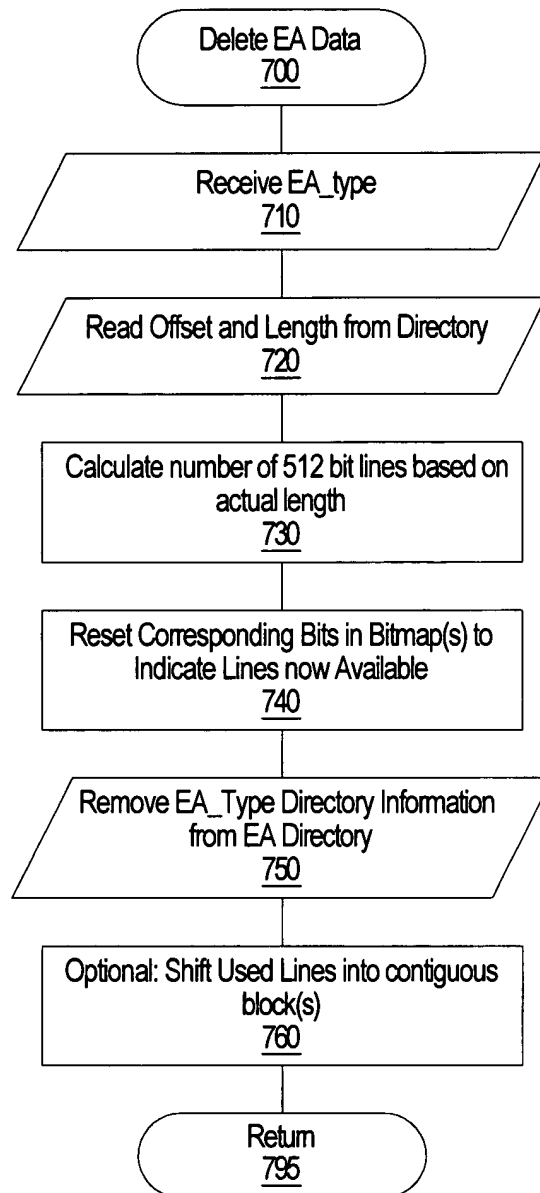 Delete EA Data
700
Receive EA_type
710
Read Offset and Length from Directory
720
Calculate number of 512 bit lines based on
actual length
730
Reset Corresponding Bits in Bitmap(s) to
Indicate Lines now Available
740
Remove EA_Type Directory Information
from EA Directory
750
Optional: Shift Used Lines into contiguous
block(s)
760
Return
795